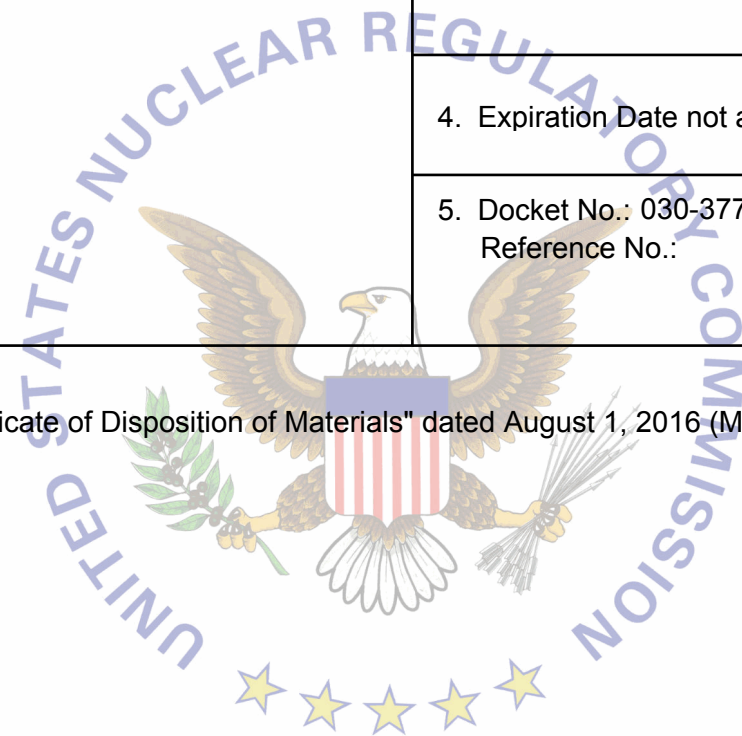 UNITED STATES NUCLEAR REGULATORY COMMISSION
4. Expiration Date not
5. Docket No.: 030-377
Reference No.:
of Disposition of Materials" dated August 1, 2016